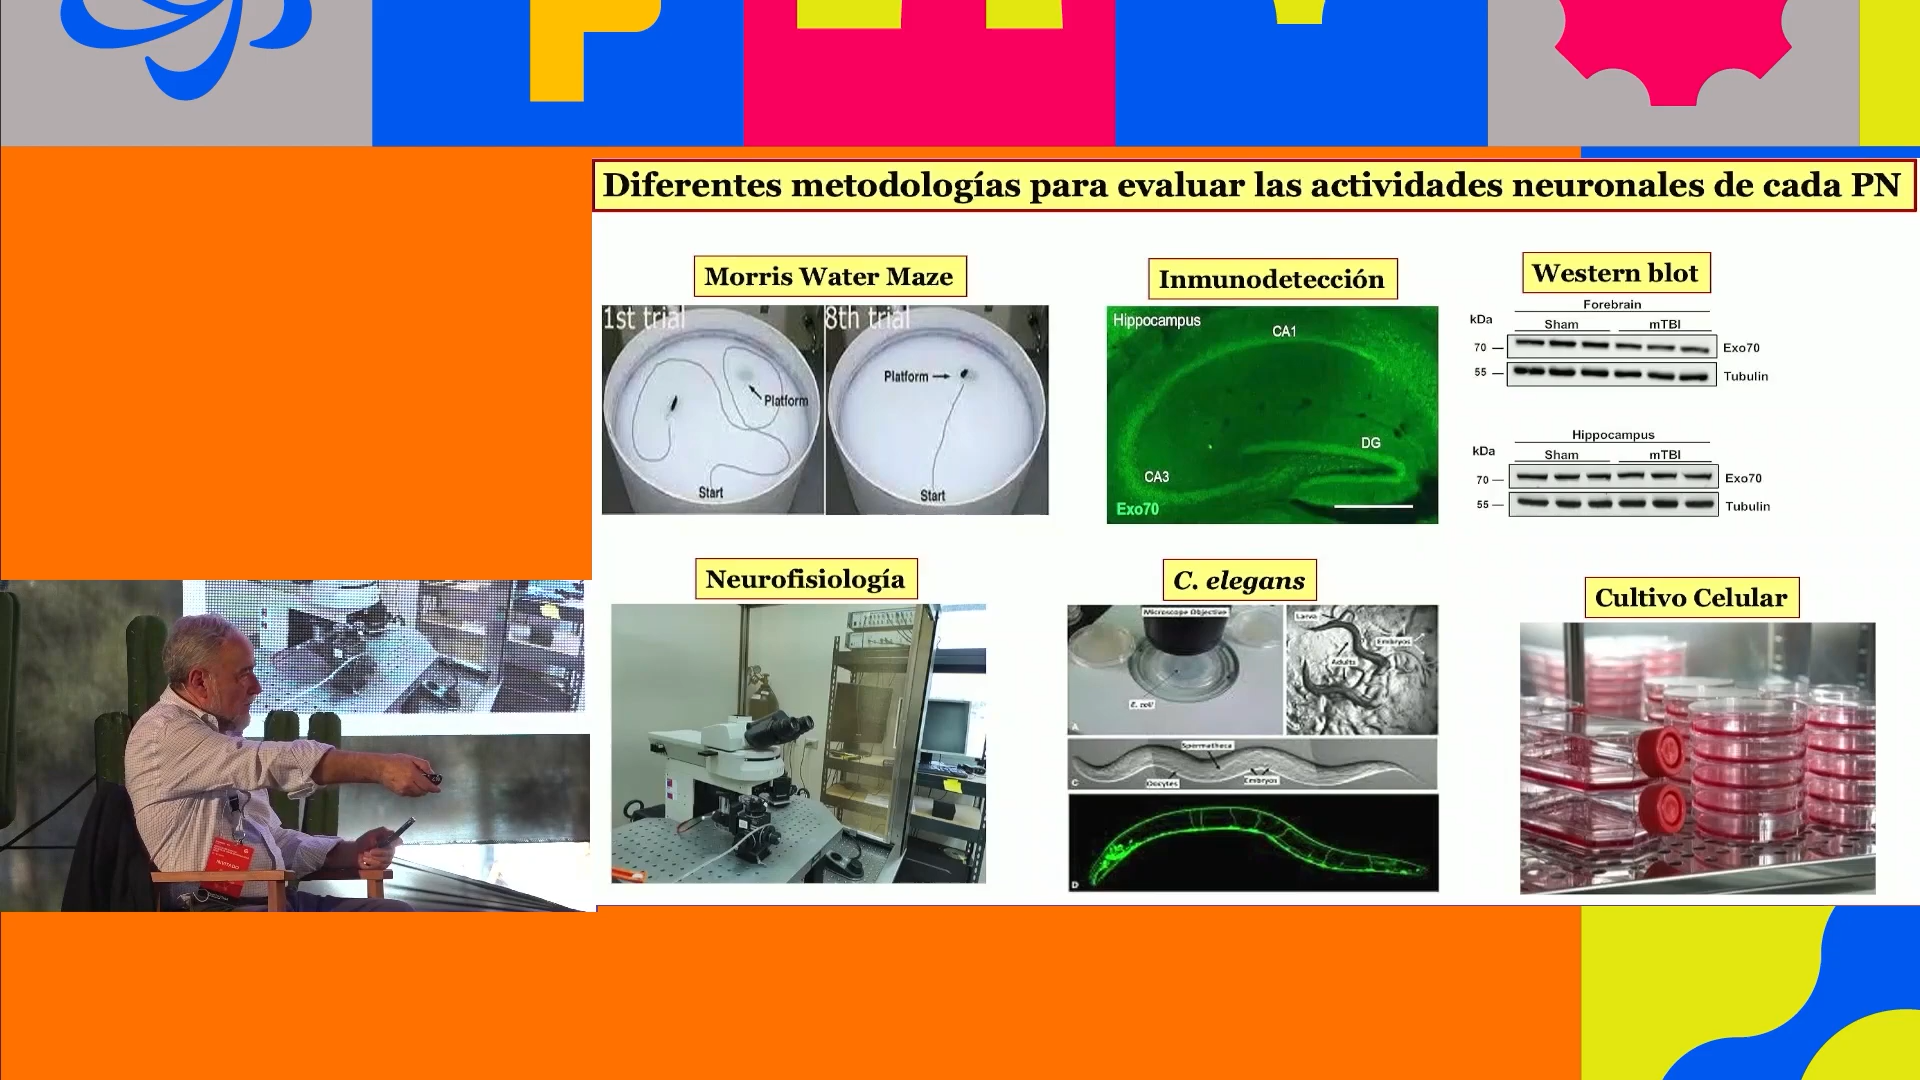 Diferentes metodologías para evaluar las actividades neuronales de cada PN
Morris Water Maze
1st trial
Platform
Start
8th trial
Platform
Start
Inmunodetección
Hippocampus
CA1
DG
CA3
Exo70
Western blot
Forebrain
kDa
Sham mTBI
70
Exo70
55
Tubulin
Hippocampus
kDa
Sham mTBI
70
Exo70
55
Tubulin
Neurofisiología
C. elegans
Microscope Objective
E. coli
A
Larva
Embryos
Adults
Spermatheca
Oocytes
Embryos
C
D
Cultivo Celular
INVITADO